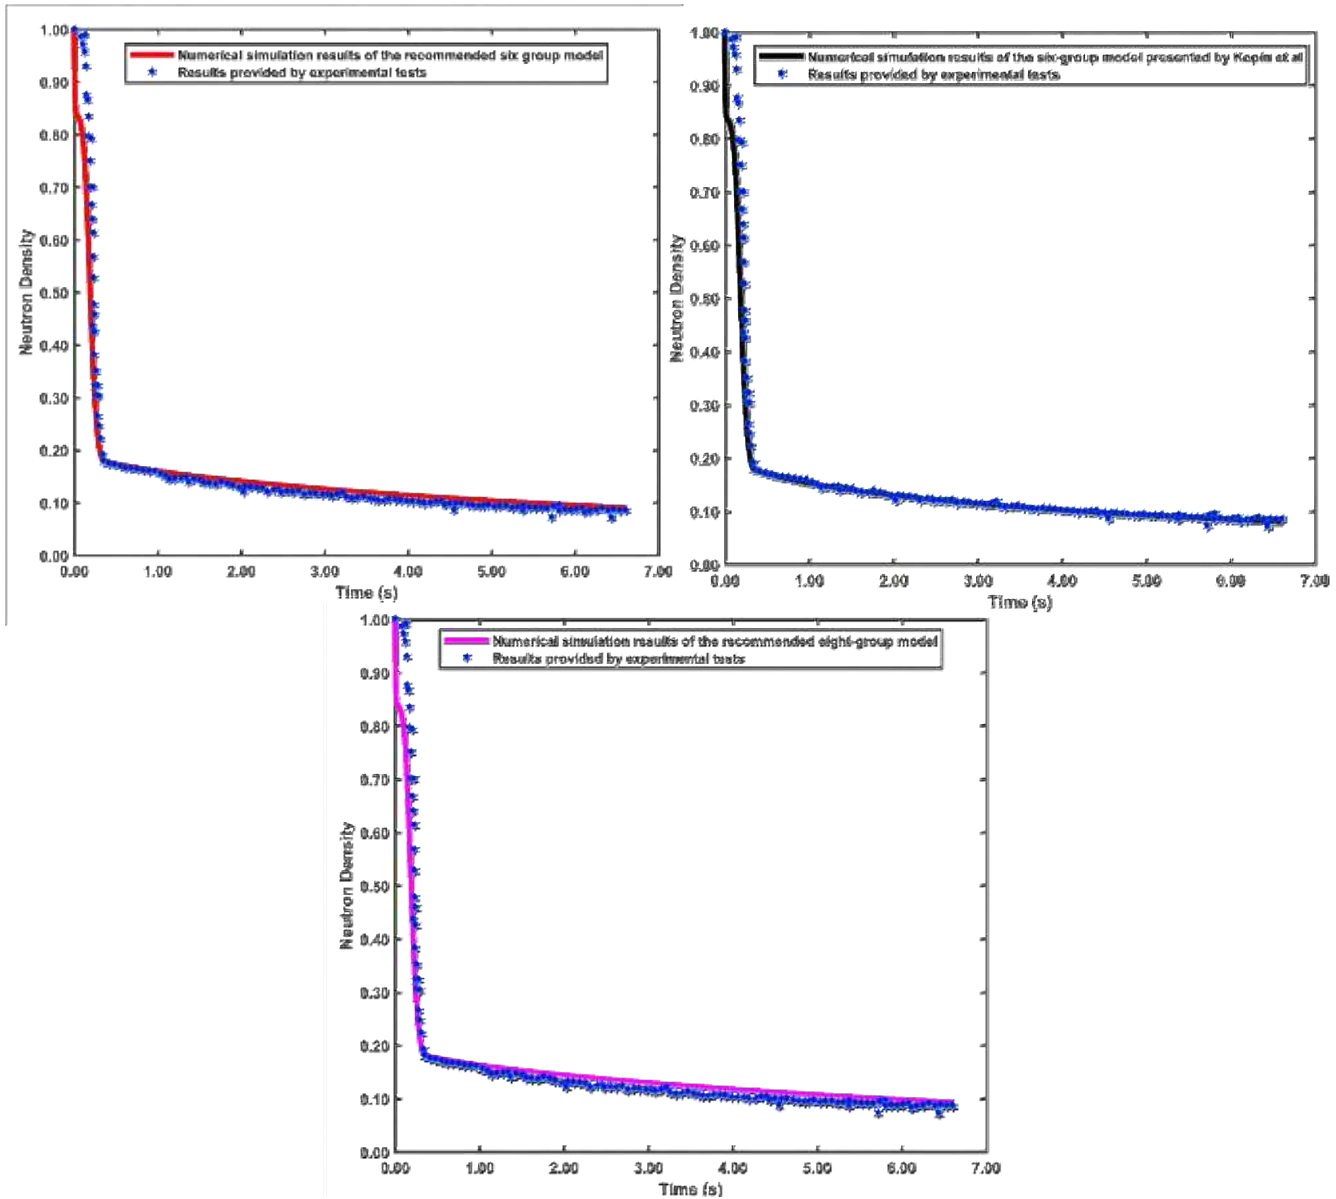 Numerical simulation results of the recommended six group model
Results provided by experimental tests
1.00
0.90
0.80
0.70
0.60
0.50
0.40
0.30
0.20
0.10
0.00
Neutron Density
0.00 1.00 2.00 3.00 4.00 5.00 6.00 7.00
Time (s)
Numerical simulation results of the six-group model presented by Kepin et al
Results provided by experimental tests
1.00
0.90
0.80
0.70
0.60
0.50
0.40
0.30
0.20
0.10
0.00
Neutron Density
0.00 1.00 2.00 3.00 4.00 5.00 6.00 7.00
Time (s)
Numerical simulation results of the recommended eight-group model
Results provided by experimental tests
1.00
0.90
0.80
0.70
0.60
0.50
0.40
0.30
0.20
0.10
0.00
Neutron Density
0.00 1.00 2.00 3.00 4.00 5.00 6.00 7.00
Time (s)